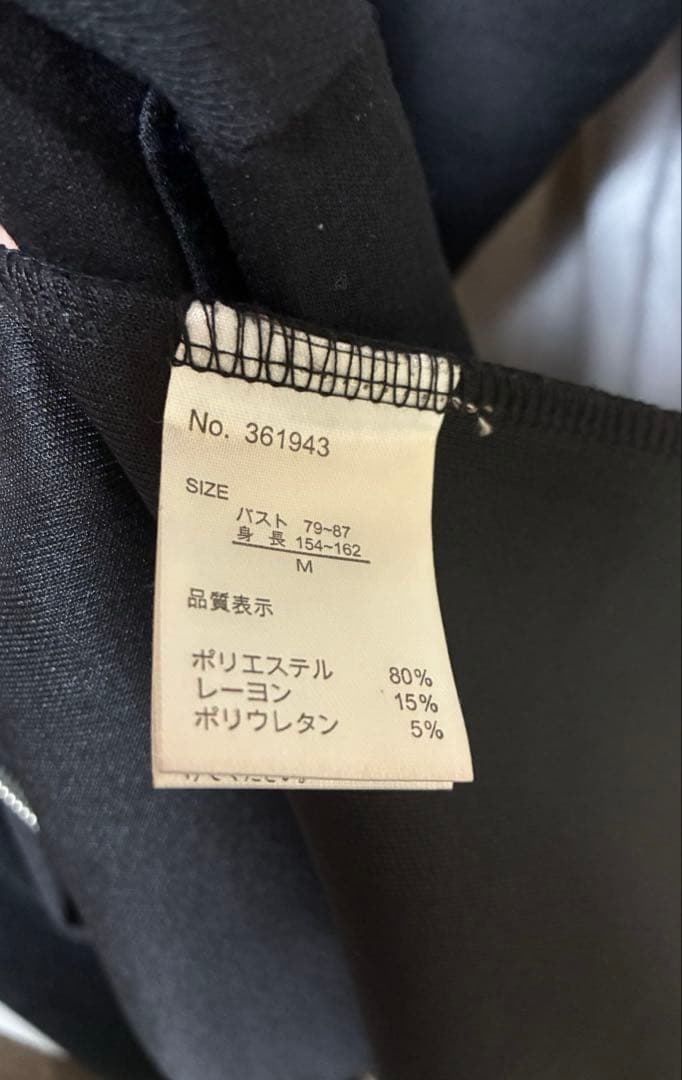 No. 361943
SIZE
バスト 79~87
身 長 154~162
M
品質表示
ポリエステル 80%
レーヨン 15%
ポリウレタン 5%